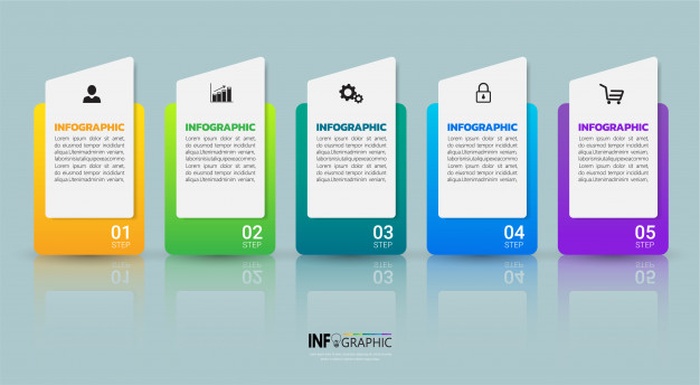 INFOGRAPHIC
Lorem ipsum dolor sit amet,
do eiusmod tempor incididunt
aliqua.Utenimadminim veniam,
laborisnisiutaliquipexeacommo
Lorem ipsum dolor sit amet,
do eiusmod tempor incididunt
aliqua.Utenimadminim veniam,
01
STEP
INFOGRAPHIC
Lorem ipsum dolor sit amet,
do eiusmod tempor incididunt
aliqua.Utenimadminim veniam,
laborisnisiutaliquipexeacommo
Lorem ipsum dolor sit amet,
do eiusmod tempor incididunt
aliqua.Utenimadminim veniam,
02
STEP
INFOGRAPHIC
Lorem ipsum dolor sit amet,
do eiusmod tempor incididunt
aliqua.Utenimadminim veniam,
laborisnisiutaliquipexeacommo
Lorem ipsum dolor sit amet,
do eiusmod tempor incididunt
aliqua.Utenimadminim veniam,
03
STEP
INFOGRAPHIC
Lorem ipsum dolor sit amet,
do eiusmod tempor incididunt
aliqua.Utenimadminim veniam,
laborisnisiutaliquipexeacommo
Lorem ipsum dolor sit amet,
do eiusmod tempor incididunt
aliqua.Utenimadminim veniam,
04
STEP
INFOGRAPHIC
Lorem ipsum dolor sit amet,
do eiusmod tempor incididunt
aliqua.Utenimadminim veniam,
laborisnisiutaliquipexeacommo
Lorem ipsum dolor sit amet,
do eiusmod tempor incididunt
aliqua.Utenimadminim veniam,
05
STEP
INFOGRAPHIC